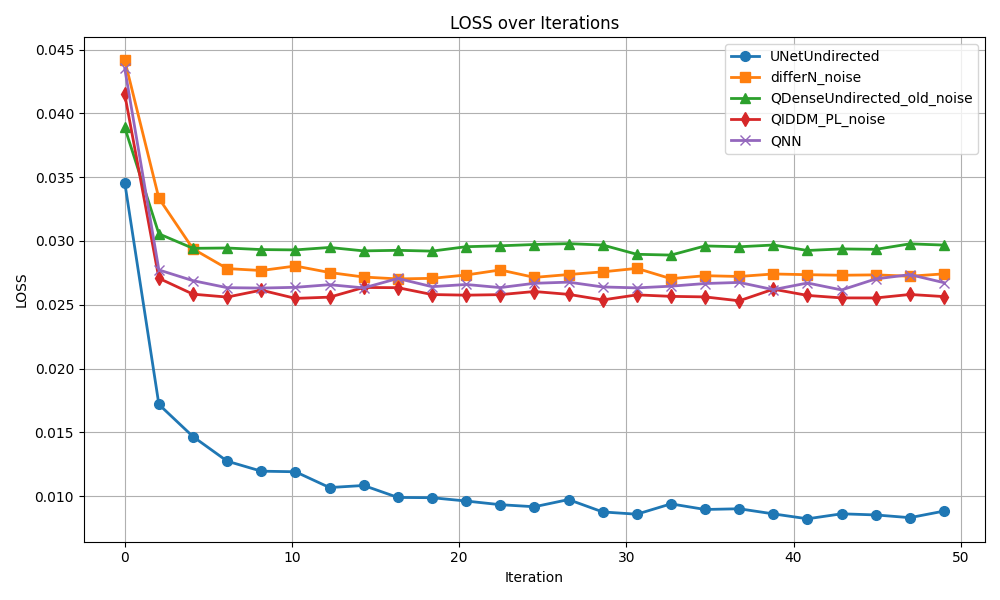 LOSS over Iterations
LOSS
0.045
0.040
0.035
0.030
0.025
0.020
0.015
0.010
UNetUndirected
differN_noise
QDenseUndirected_old_noise
QIDDM_PL_noise
QNN
0
10
20
30
40
50
Iteration